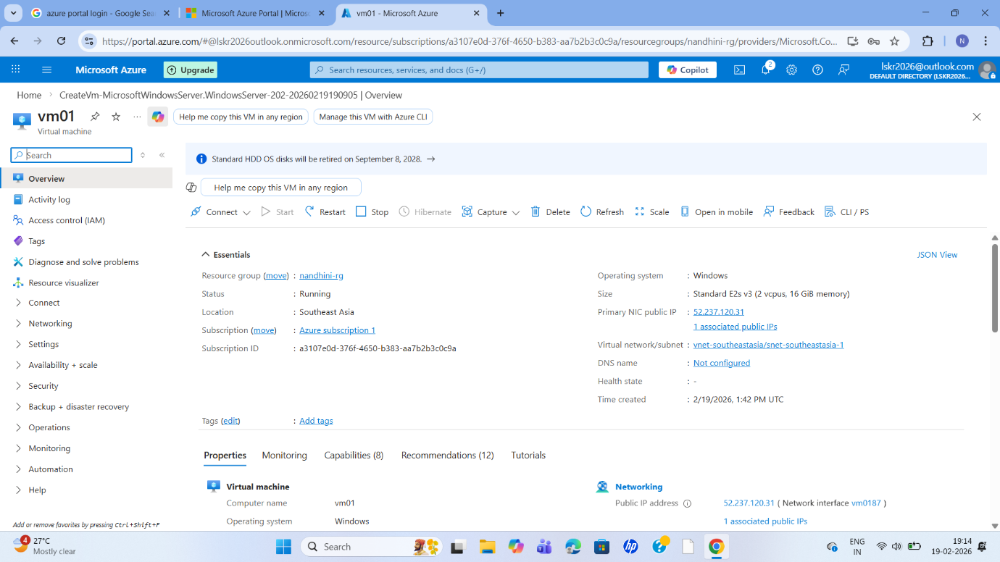 azure portal login - Google Sea
Microsoft Azure Portal | Micros
vm01 - Microsoft Azure
https://portal.azure.com/#@lskr2026outlook.onmicrosoft.com/resource/subscriptions/a3107e0d-376f-4650-b383-aa7b2b3c0c9a/resourcegroups/nandhini-rg/providers/Microsoft.Co...
N
Microsoft Azure
Upgrade
Search resources, services, and docs (G+/)
Copilot
2
lskr2026@outlook.com
DEFAULT DIRECTORY (LSKR2026...
Home > CreateVm-MicrosoftWindowsServer.WindowsServer-202-20260219190905 | Overview
vm01
Virtual machine
Help me copy this VM in any region
Manage this VM with Azure CLI
Search
Overview
Activity log
Access control (IAM)
Tags
Diagnose and solve problems
Resource visualizer
Connect
Networking
Settings
Availability + scale
Security
Backup + disaster recovery
Operations
Monitoring
Automation
Help
Add or remove favorites by pressing Ctrl+Shift+F
Standard HDD OS disks will be retired on September 8, 2028. →
Help me copy this VM in any region
Connect
Start
Restart
Stop
Hibernate
Capture
Delete
Refresh
Scale
Open in mobile
Feedback
CLI / PS
Essentials
JSON View
Resource group (move) : nandhini-rg
Status : Running
Location : Southeast Asia
Subscription (move) : Azure subscription 1
Subscription ID : a3107e0d-376f-4650-b383-aa7b2b3c0c9a
Operating system : Windows
Size : Standard E2s v3 (2 vcpus, 16 GiB memory)
Primary NIC public IP : 52.237.120.31
1 associated public IPs
Virtual network/subnet : vnet-southeastasia/snet-southeastasia-1
DNS name : Not configured
Health state : -
Time created : 2/19/2026, 1:42 PM UTC
Tags (edit) : Add tags
Properties
Monitoring
Capabilities (8)
Recommendations (12)
Tutorials
Virtual machine
Computer name vm01
Operating system Windows
Networking
Public IP address 52.237.120.31 ( Network interface vm0187 )
1 associated public IPs
4
27°C
Mostly clear
Search
hp
ENG
IN
19:14
19-02-2026